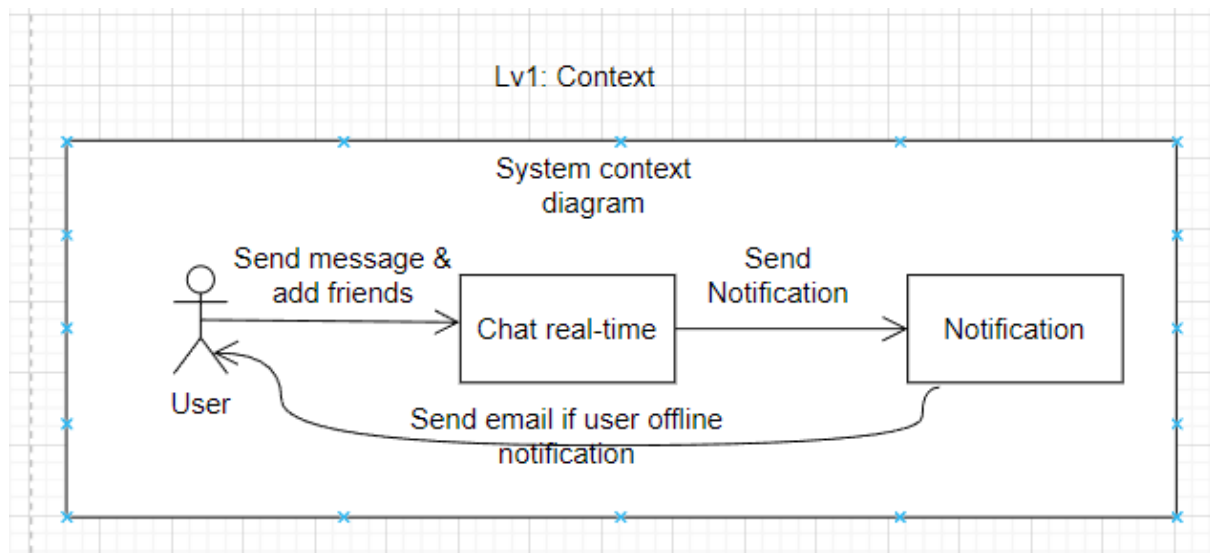 Lv1: Context
System context
diagram
Send message &
add friends
Send
Notification
Chat real-time
Notification
User
Send email if user offline
notification